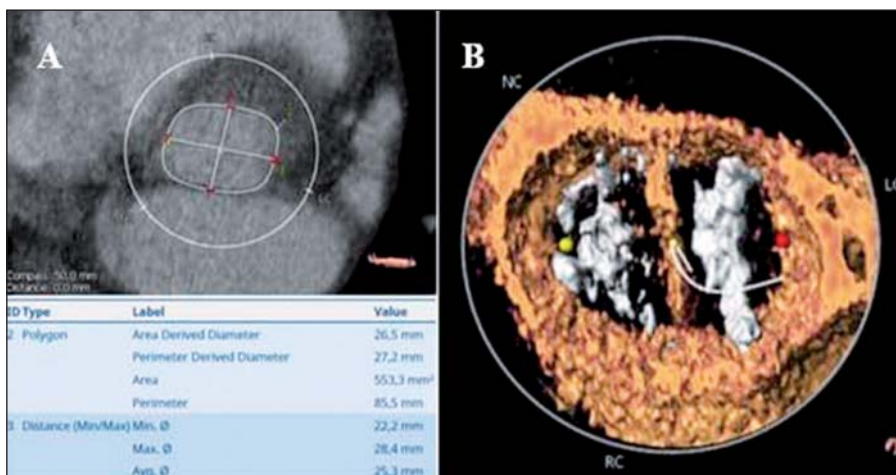 A
Compass: 50.0 mm
Distance: 0.0 mm
ID Type Label Value
2 Polygon Area Derived Diameter 26,5 mm
Perimeter Derived Diameter 27,2 mm
Area 553,3 mm²
Perimeter 85,5 mm
3 Distance (Min/Max) Min. Ø 22,2 mm
Max. Ø 28,4 mm
Avg. Ø 25,3 mm
B
NC
RC